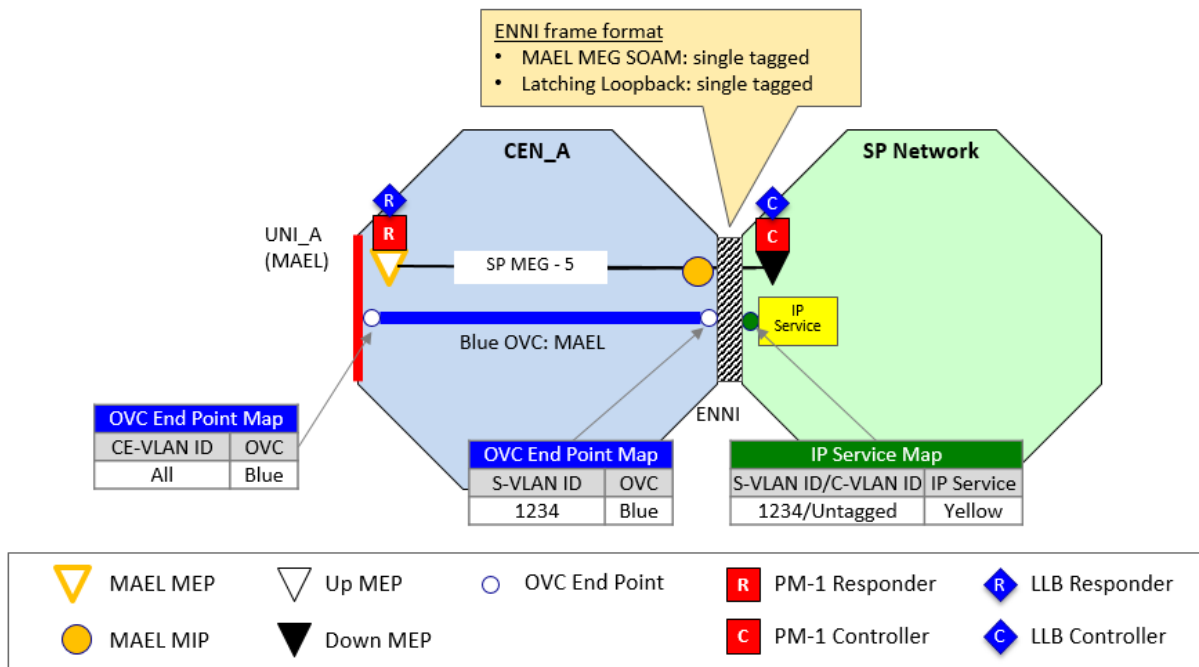 ENNI frame format
• MAEL MEG SOAM: single tagged
• Latching Loopback: single tagged
CEN_A
SP Network
R
C
UNI_A
(MAEL)
R
C
SP MEG - 5
IP
Service
Blue OVC: MAEL
ENNI
OVC End Point Map
CE-VLAN ID OVC
All Blue
OVC End Point Map
S-VLAN ID OVC
1234 Blue
IP Service Map
S-VLAN ID/C-VLAN ID IP Service
1234/Untagged Yellow
MAEL MEP
Up MEP
OVC End Point
R PM-1 Responder
R LLB Responder
MAEL MIP
Down MEP
C PM-1 Controller
C LLB Controller